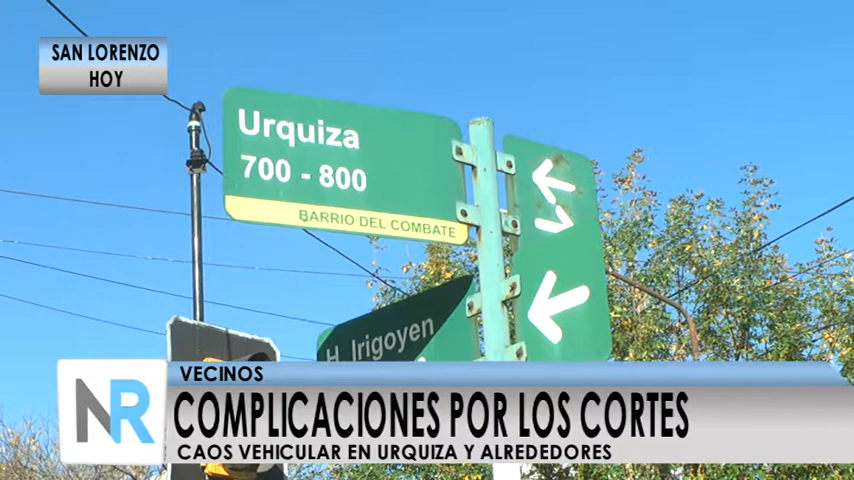 SAN LORENZO
HOY
Urquiza
700 - 800
BARRIO DEL COMBATE
H. Irigoyen
VECINOS
NR
COMPLICACIONES POR LOS CORTES
CAOS VEHICULAR EN URQUIZA Y ALREDEDORES